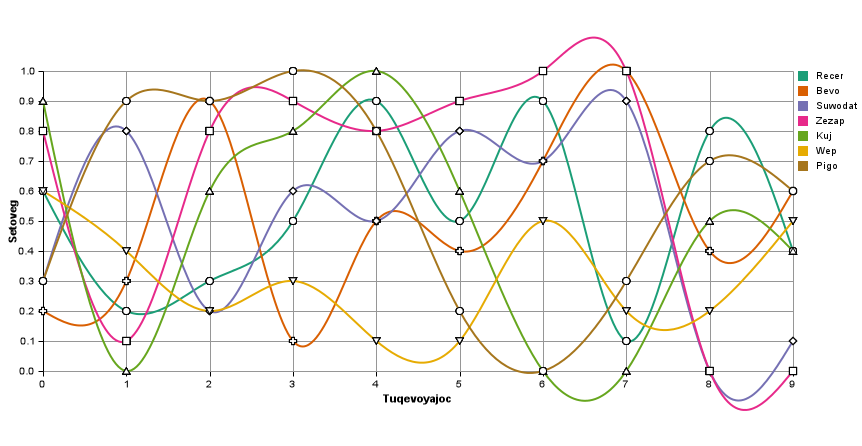 Setoveg
1.0
0.9
0.8
0.7
0.6
0.5
0.4
0.3
0.2
0.1
0.0
0 1 2 3 4 5 6 7 8 9
Tuqevoyajoc
Recer
Bevo
Suwodat
Zezap
Kuj
Wep
Pigo